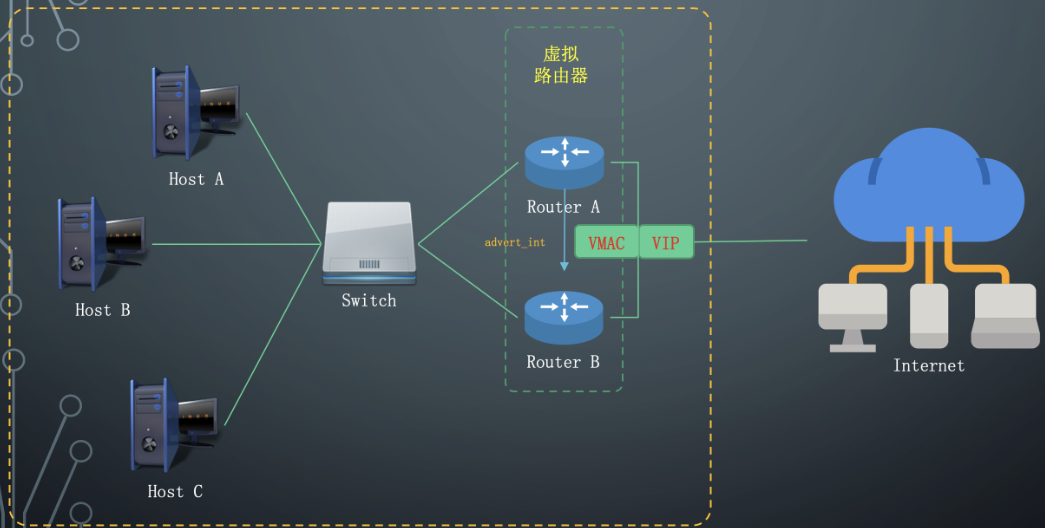 虚拟
路由器
Host A
Router A
advert_int
VMAC
VIP
Host B
Switch
Router B
Internet
Host C